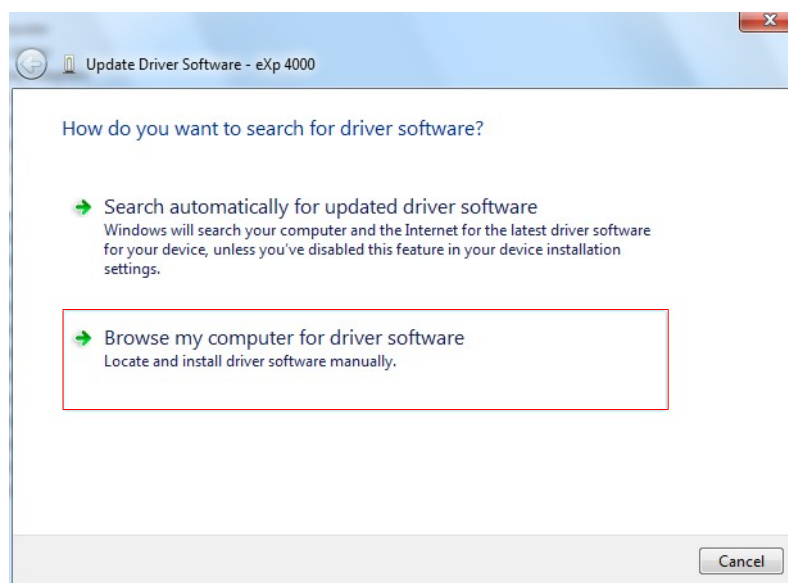 Update Driver Software - eXp 4000
How do you want to search for driver software?
Search automatically for updated driver software
Windows will search your computer and the Internet for the latest driver software
for your device, unless you've disabled this feature in your device installation
settings.
Browse my computer for driver software
Locate and install driver software manually.
Cancel